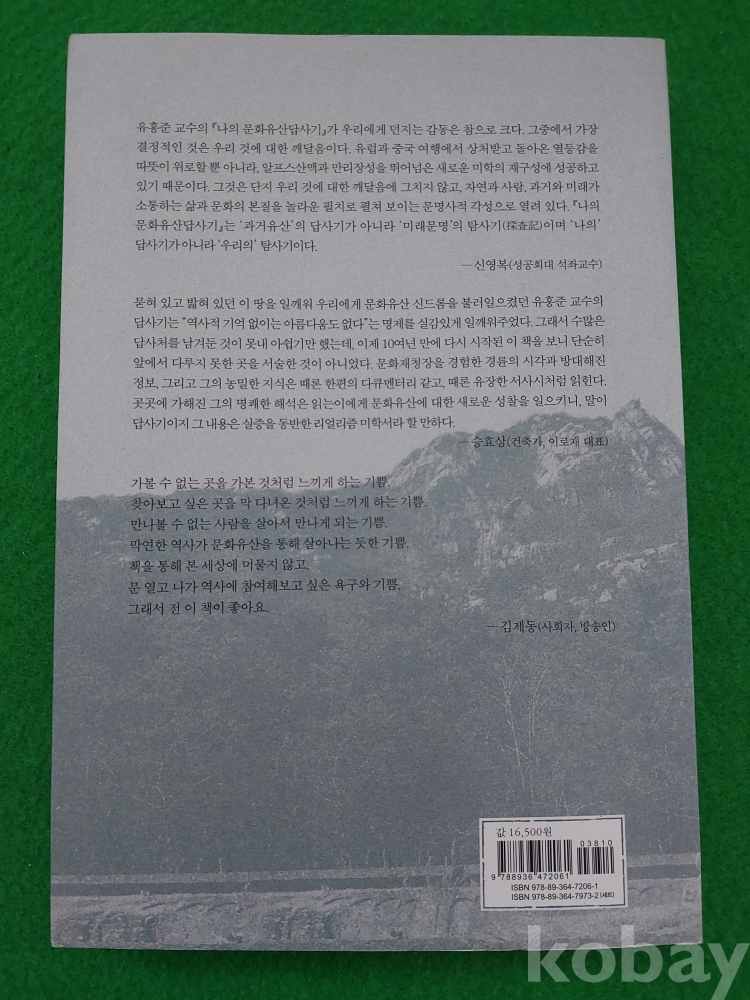 유홍준 교수의 『나의 문화유산답사기』가 우리에게 던지는 감동은 참으로 크다. 그중에서 가장
결정적인 것은 우리 것에 대한 깨달음이다. 유럽과 중국 여행에서 상처받고 돌아온 열등감을
따뜻이 위로할 뿐 아니라, 알프스산맥과 만리장성을 뛰어넘은 새로운 미학의 재구성에 성공하고
있기 때문이다. 그것은 단지 우리 것에 대한 깨달음에 그치지 않고, 자연과 사람, 과거와 미래가
소통하는 삶과 문화의 본질을 놀라운 필치로 펼쳐 보이는 문명사적 각성으로 열려 있다. 『나의
문화유산답사기』는 '과거유산'의 답사기가 아니라 '미래문명'의 탐사기(探査記)이며 '나의'
답사기가 아니라 '우리의' 탐사기이다.
—신영복(성공회대 석좌교수)
묻혀 있고 밟혀 있던 이 땅을 일깨워 우리에게 문화유산 신드롬을 불러일으켰던 유홍준 교수의
답사기는 "역사적 기억 없이는 아름다움도 없다"는 명제를 실감있게 일깨워주었다. 그래서 수많은
답사처를 남겨둔 것이 못내 아쉽기만 했는데, 이제 10여년 만에 다시 시작된 이 책을 보니 단순히
앞에서 다루지 못한 곳을 서술한 것이 아니었다. 문화재청장을 경험한 경륜의 시각과 방대해진
정보, 그리고 그의 농밀한 지식은 때론 한편의 다큐멘터리 같고, 때론 유장한 서사시처럼 읽힌다.
곳곳에 가해진 그의 명쾌한 해석은 읽는이에게 문화유산에 대한 새로운 성찰을 일으키니, 말이
답사기이지 그 내용은 실증을 동반한 리얼리즘 미학서라 할 만하다.
—승효상(건축가, 이로재 대표)
가볼 수 없는 곳을 가본 것처럼 느끼게 하는 기쁨.
찾아보고 싶은 곳을 막 다녀온 것처럼 느끼게 하는 기쁨.
만나볼 수 없는 사람을 살아서 만나게 되는 기쁨.
막연한 역사가 문화유산을 통해 살아나는 듯한 기쁨.
책을 통해 본 세상에 머물지 않고,
문 열고 나가 역사에 참여해보고 싶은 욕구와 기쁨.
그래서 전 이 책이 좋아요.
—김제동(사회자, 방송인)
값 16,500원
03810
9 788936 472061
ISBN 978-89-364-7206-1
ISBN 978-89-364-7973-2 (세트)
kobay